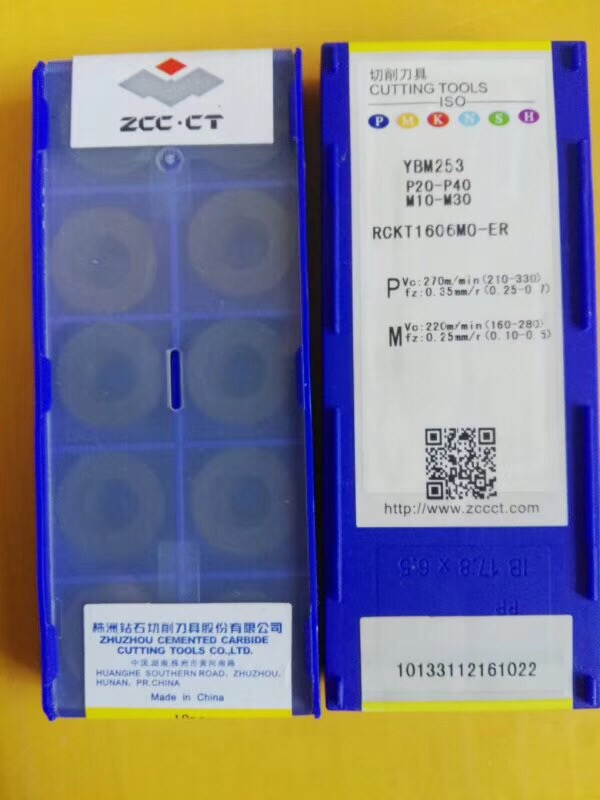 ZCC·CT
株洲钻石切削刀具股份有限公司
ZHUZHOU CEMENTED CARBIDE
CUTTING TOOLS CO.,LTD.
中国.湖南.株洲市黄河南路
HUANGHE SOUTHERN ROAD, ZHUZHOU,
HUNAN, PR.CHINA
Made in China
切削刀具
CUTTING TOOLS
ISO
P M K N S H
YBM253
P20-P40
M10-M30
RCKT1606MO-ER
P Vc:270m/min(210-330)
fz:0.35mm/r(0.25-0.7)
M Vc:220m/min(160-280)
fz:0.25mm/r(0.10-0.5)
http://www.zccct.com
IB 17,8 x 6,5
PP
10133112161022